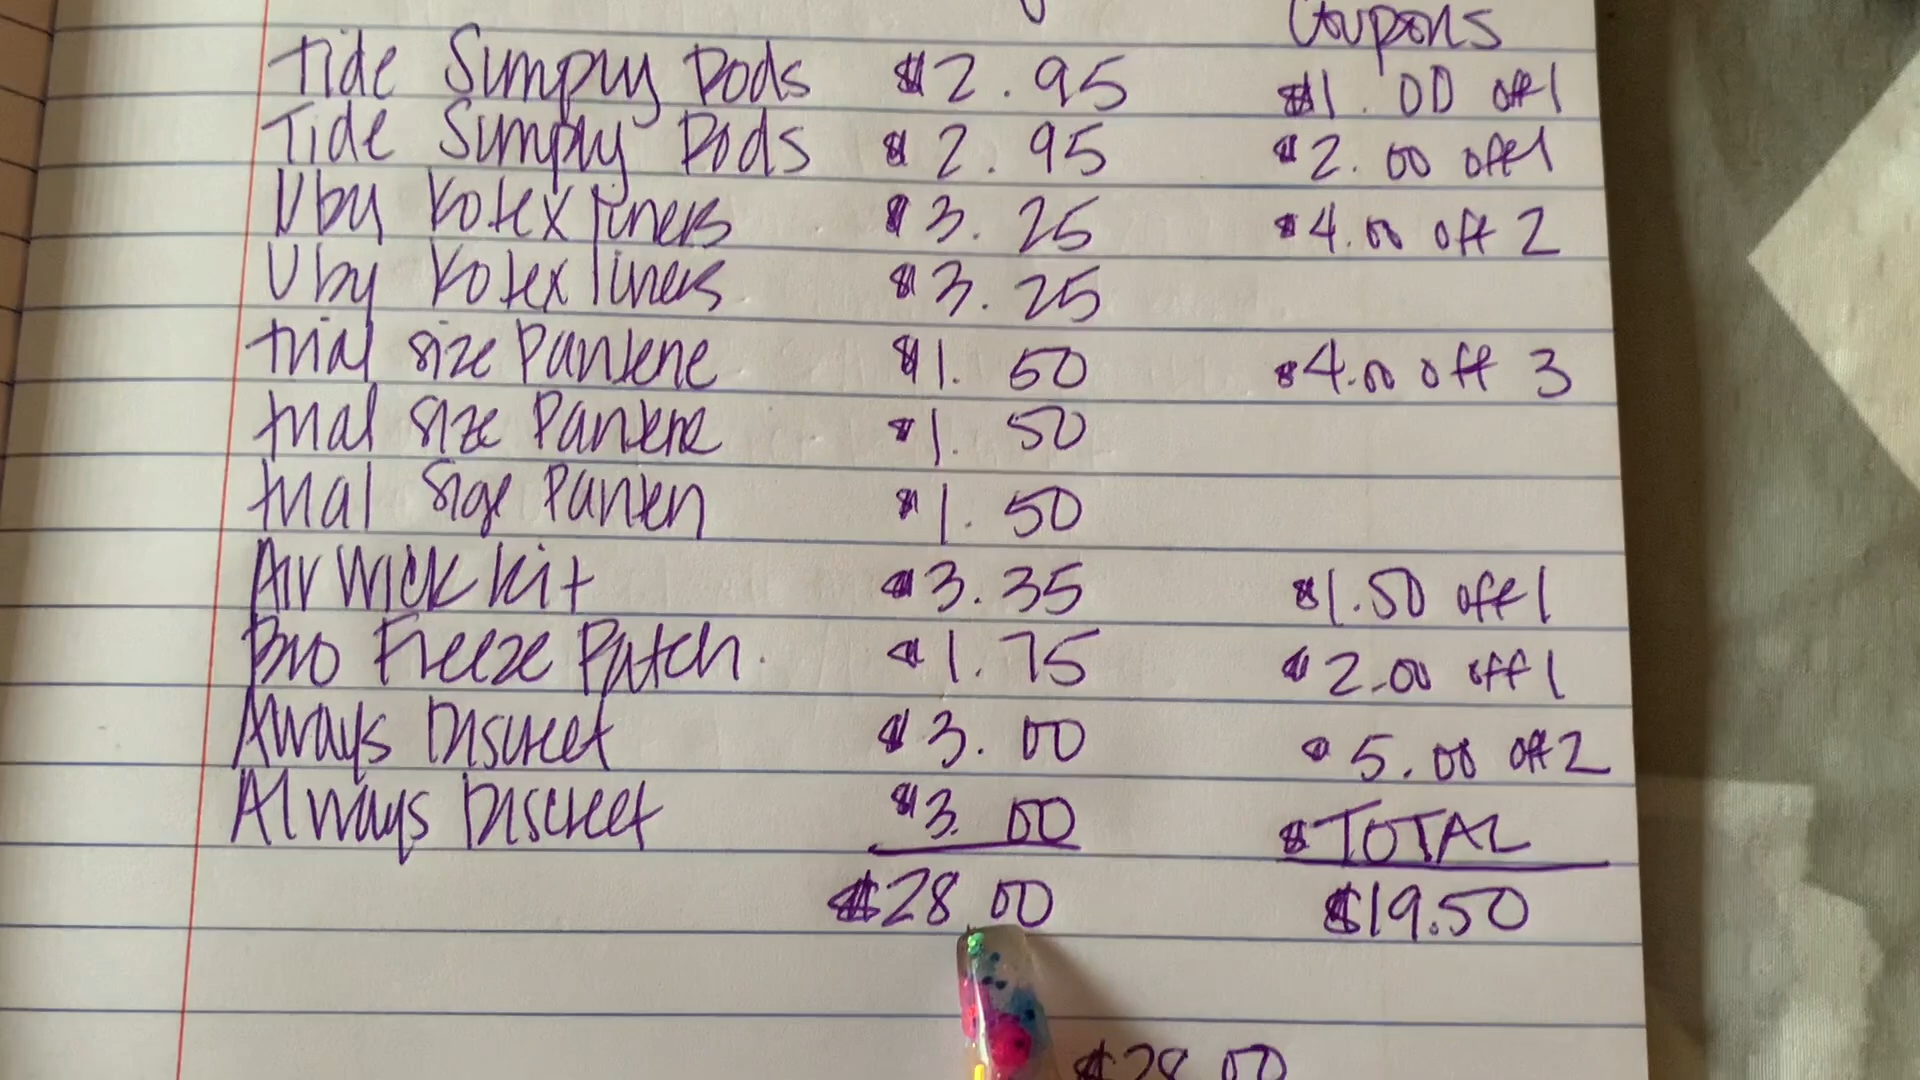 Coupons
Tide Simply Pods $2.95 $1.00 off 1
Tide Simply Pods $2.95 $2.00 off 1
U by Kotex liners $3.25 $4.00 off 2
U by Kotex liners $3.25
trial size Pantene $1.50 $4.00 off 3
trial size Pantene $1.50
trial size Panten $1.50
Air Wick Kit $3.35 $1.50 off 1
Bio Freeze Patch $1.75 $2.00 off 1
Always Discreet $3.00 $5.00 off 2
Always Discreet $3.00 $TOTAL
$28.00 $19.50
$28.00